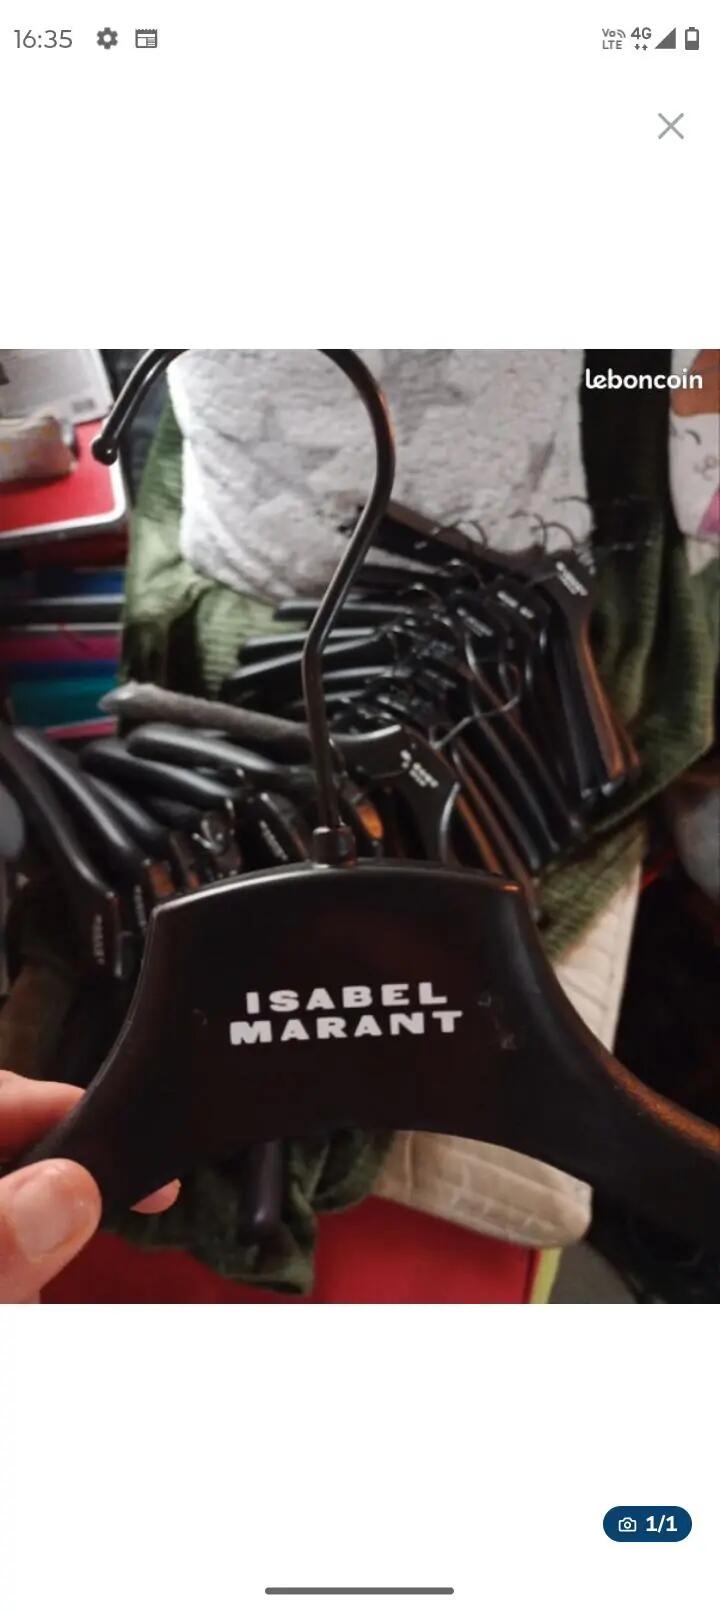 16:35
Vo LTE 4G
leboncoin
ISABEL
MARANT
1/1